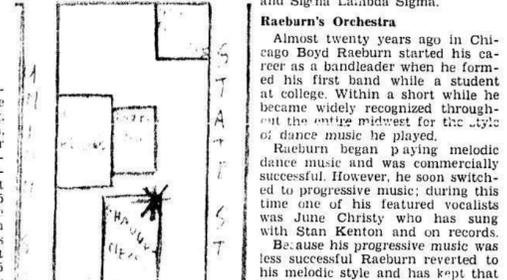 STATE ST
and Sigma Lambda Sigma.
Raeburn's Orchestra
Almost twenty years ago in Chi-
cago Boyd Raeburn started his ca-
reer as a bandleader when he form-
ed his first band while a student
at college. Within a short while he
became widely recognized through-
out the entire midwest for the style
of dance music he played.
Raeburn began playing melodic
dance music and was commercially
successful. However, he soon switch-
ed to progressive music; during this
time one of his featured vocalists
was June Christy who has sung
with Stan Kenton and on records.
Because his progressive music was
less successful Raeburn reverted to
his melodic style and has kept that